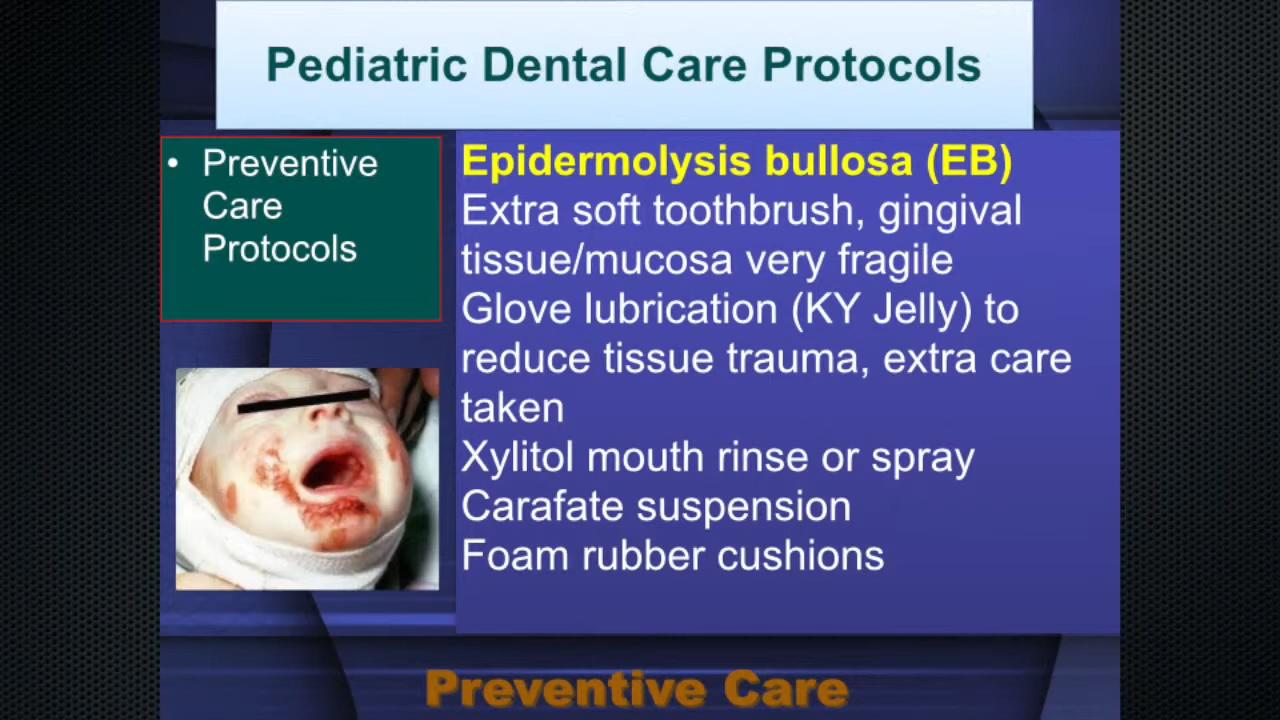 Pediatric Dental Care Protocols
• Preventive
Care
Protocols
Epidermolysis bullosa (EB)
Extra soft toothbrush, gingival
tissue/mucosa very fragile
Glove lubrication (KY Jelly) to
reduce tissue trauma, extra care
taken
Xylitol mouth rinse or spray
Carafate suspension
Foam rubber cushions
Preventive Care